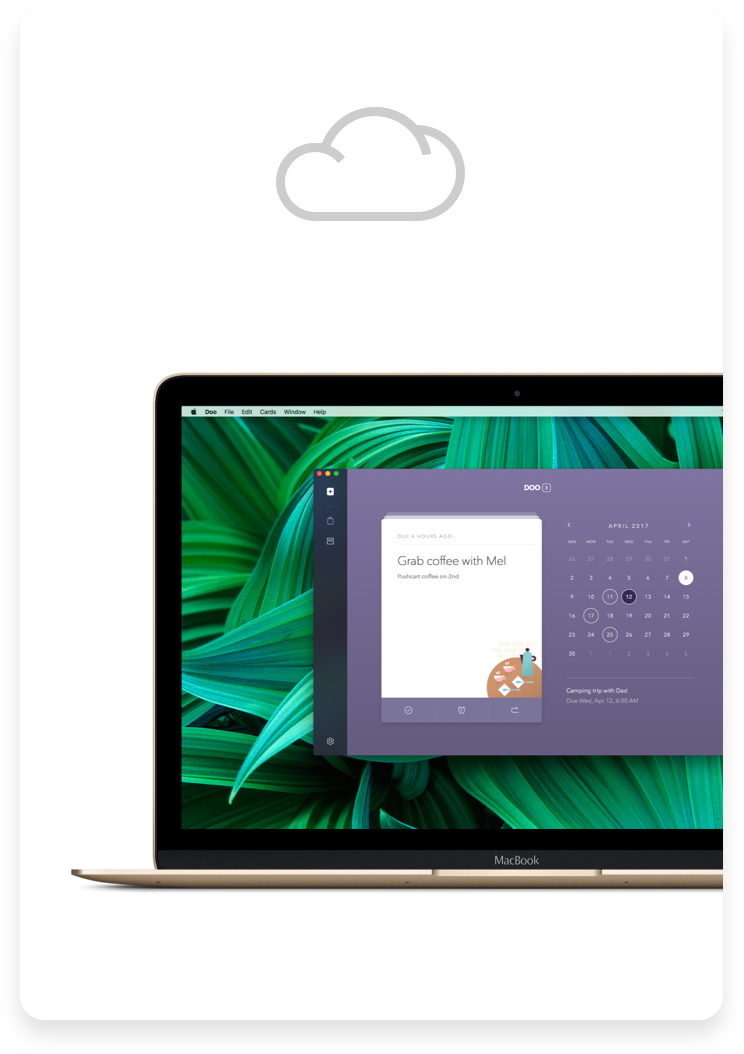 Doo File Edit Cards Window Help
DOO 3
DUE 4 HOURS AGO
Grab coffee with Mel
Pushcart coffee on 2nd
APRIL 2017
SUN MON TUE WED THU FRI SAT
26 27 28 29 30 31 1
2 3 4 5 6 7 8
9 10 11 12 13 14 15
16 17 18 19 20 21 22
23 24 25 26 27 28 29
30 1 1 2 3 4 5
Camping trip with Dad
Due Wed, Apr 12, 6:00 AM
MacBook